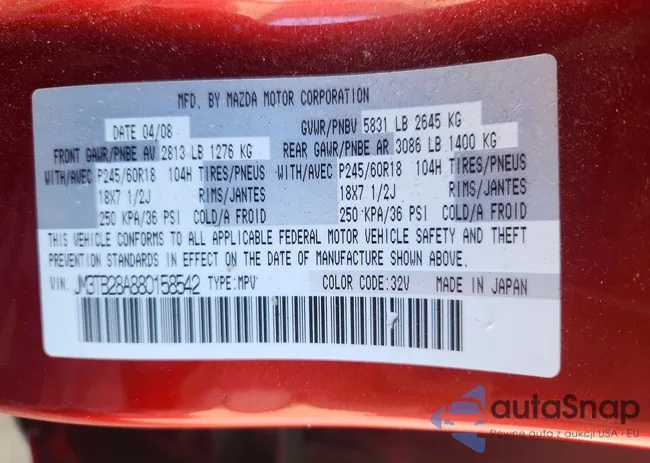 MFD. BY MAZDA MOTOR CORPORATION
DATE 04/08 GVWR/PNBV 5831 LB 2645 KG
FRONT GAWR/PNBE AV 2813 LB 1276 KG REAR GAWR/PNBE AR 3086 LB 1400 KG
WITH/AVEC P245/60R18 104H TIRES/PNEUS WITH/AVEC P245/60R18 104H TIRES/PNEUS
18X7 1/2J RIMS/JANTES 18X7 1/2J RIMS/JANTES
250 KPA/36 PSI COLD/A FROID 250 KPA/36 PSI COLD/A FROID
THIS VEHICLE CONFORMS TO ALL APPLICABLE FEDERAL MOTOR VEHICLE SAFETY AND THEFT
PREVENTION STANDARDS IN EFFECT ON THE DATE OF MANUFACTURE SHOWN ABOVE.
VIN: JM3TB28A880158542 TYPE:MPV COLOR CODE:32V MADE IN JAPAN
autaSnap
Pewne auta z aukcji USA i EU